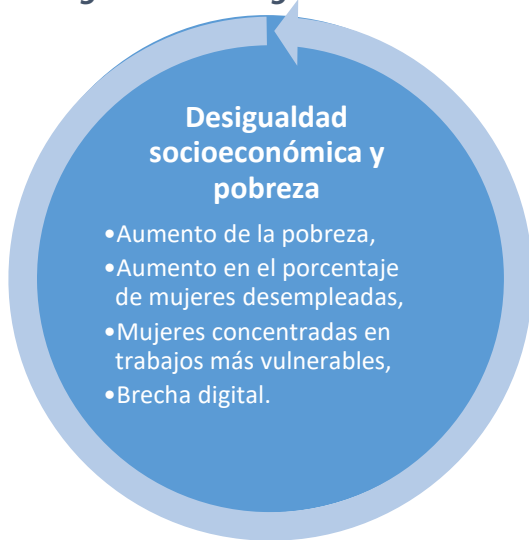 Desigualdad
socioeconómica y
pobreza
•Aumento de la pobreza,
•Aumento en el porcentaje
de mujeres desempleadas,
•Mujeres concentradas en
trabajos más vulnerables,
•Brecha digital.